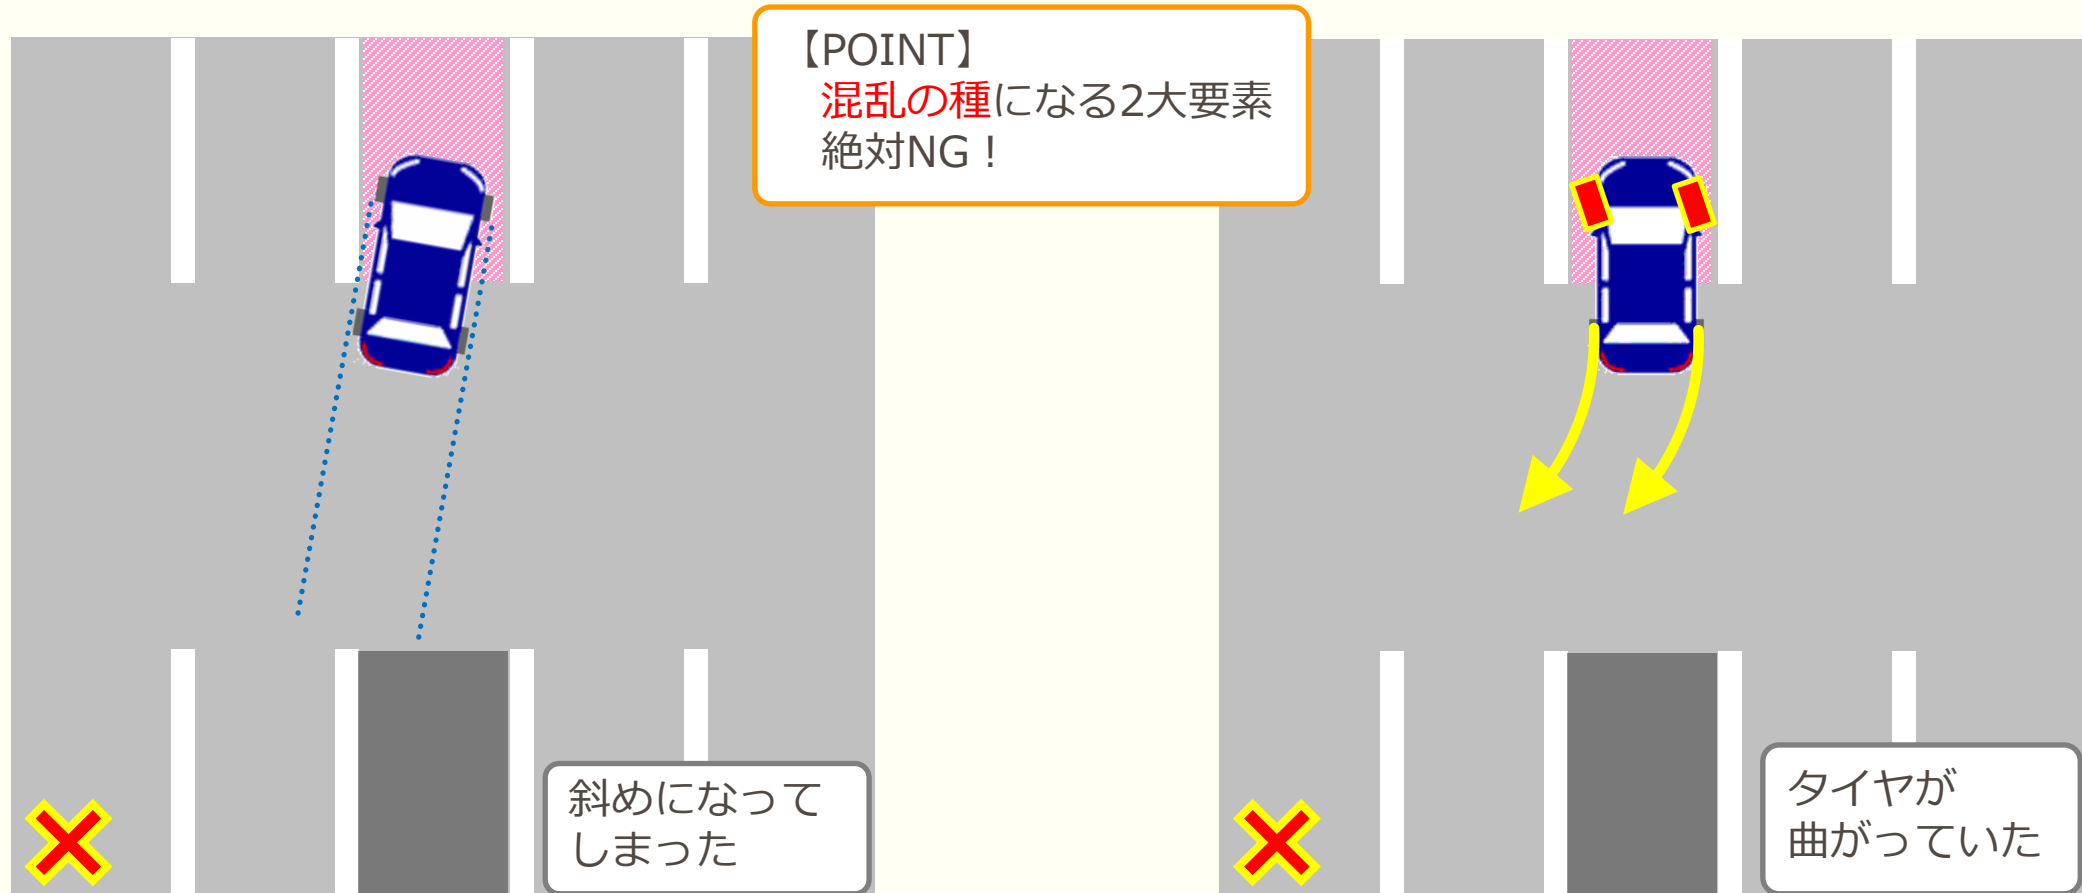 【POINT】
混乱の種になる2大要素
絶対NG！
斜めになって
しまった
タイヤが
曲がっていた